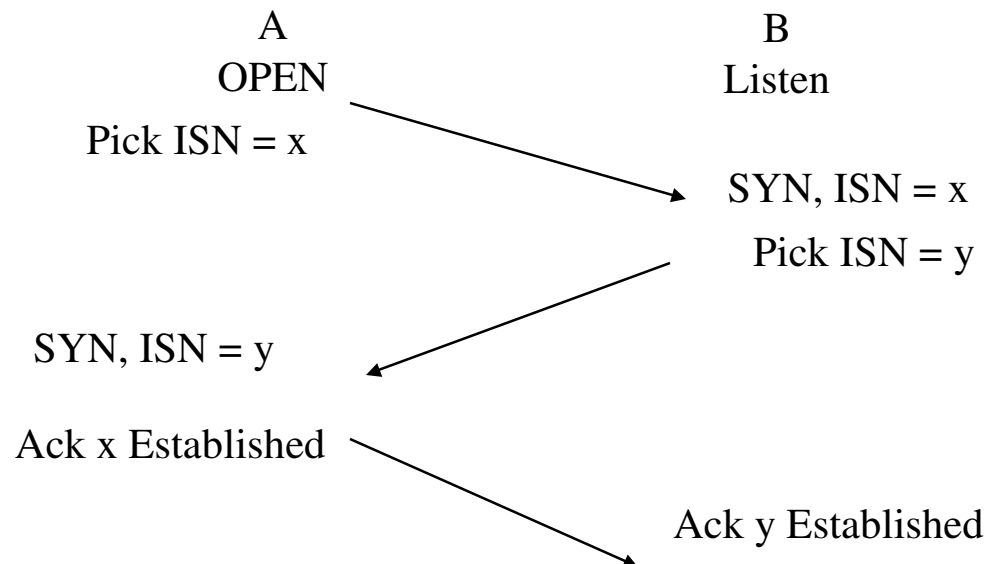 A
B
OPEN
Listen
Pick ISN = x
SYN, ISN = x
Pick ISN = y
SYN, ISN = y
Ack x Established
Ack y Established